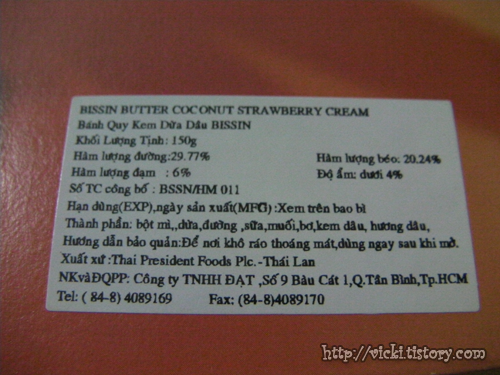 BISSIN BUTTER COCONUT STRAWBERRY CREAM
Bánh Quy Kem Dừa Dâu BISSIN
Khối Lượng Tịnh: 150g
Hàm lượng đường:29.77% Hàm lượng béo: 20.24%
Hàm lượng đạm : 6% Độ ẩm: dưới 4%
Số TC công bố : BSSN/HM 011
Hạn dùng(EXP),ngày sản xuất(MFG) :Xem trên bao bì
Thành phần: bột mì,,dừa,đường ,sữa,muối,bơ,kem dâu, hương dâu,
Hướng dẫn bảo quản:Để nơi khô ráo thoáng mát,dùng ngay sau khi mở.
Xuất xứ :Thai President Foods Plc.-Thái Lan
NKvàĐQPP: Công ty TNHH ĐẠT ,Số 9 Bàu Cát 1,Q.Tân Bình,Tp.HCM
Tel: ( 84-8) 4089169 Fax: (84-8)4089170
http://vicki.tistory.com